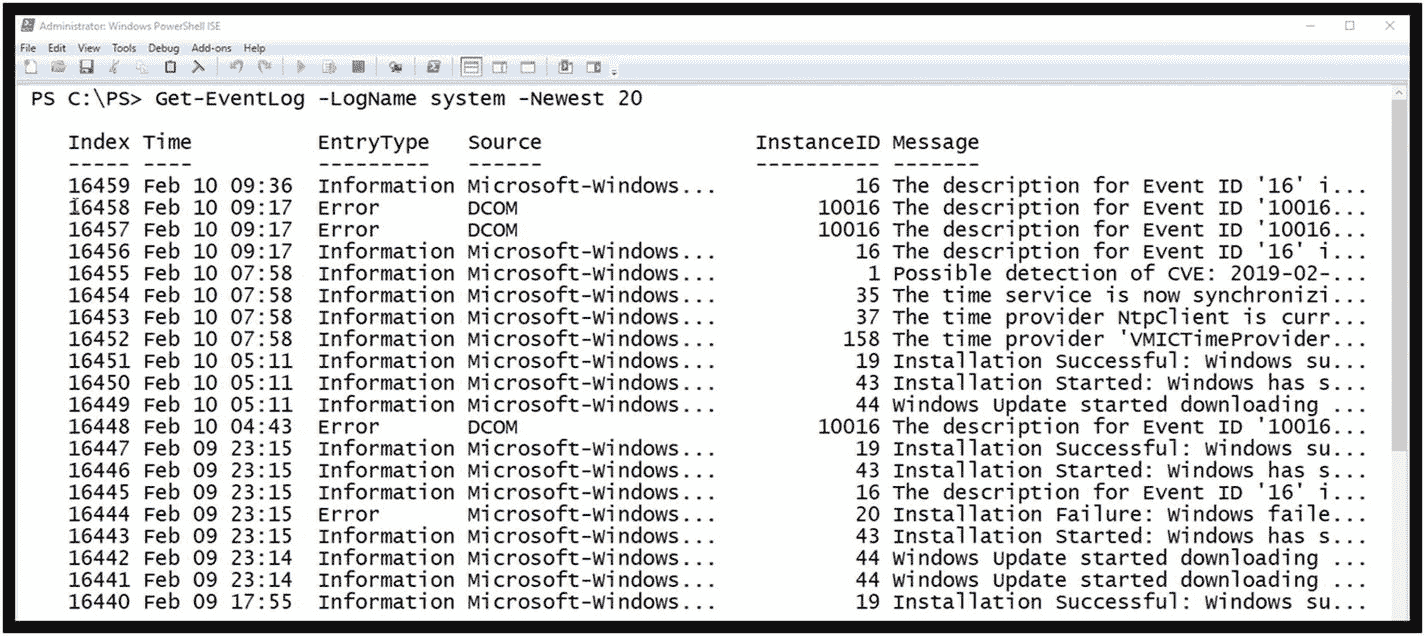 Administrator: Windows PowerShell ISE
File Edit View Tools Debug Add-ons Help
PS C:\PS> Get-EventLog -LogName system -Newest 20
Index Time EntryType Source InstanceID Message
----- ---- --------- ------ ---------- -------
16459 Feb 10 09:36 Information Microsoft-Windows... 16 The description for Event ID '16' i...
16458 Feb 10 09:17 Error DCOM 10016 The description for Event ID '10016...
16457 Feb 10 09:17 Error DCOM 10016 The description for Event ID '10016...
16456 Feb 10 09:17 Information Microsoft-Windows... 16 The description for Event ID '16' i...
16455 Feb 10 07:58 Information Microsoft-Windows... 1 Possible detection of CVE: 2019-02-...
16454 Feb 10 07:58 Information Microsoft-Windows... 35 The time service is now synchronizi...
16453 Feb 10 07:58 Information Microsoft-Windows... 37 The time provider NtpClient is curr...
16452 Feb 10 07:58 Information Microsoft-Windows... 158 The time provider 'VMICTimeProvider...
16451 Feb 10 05:11 Information Microsoft-Windows... 19 Installation Successful: Windows su...
16450 Feb 10 05:11 Information Microsoft-Windows... 43 Installation Started: Windows has s...
16449 Feb 10 05:11 Information Microsoft-Windows... 44 Windows Update started downloading ...
16448 Feb 10 04:43 Error DCOM 10016 The description for Event ID '10016...
16447 Feb 09 23:15 Information Microsoft-Windows... 19 Installation Successful: Windows su...
16446 Feb 09 23:15 Information Microsoft-Windows... 43 Installation Started: Windows has s...
16445 Feb 09 23:15 Information Microsoft-Windows... 16 The description for Event ID '16' i...
16444 Feb 09 23:15 Error Microsoft-Windows... 20 Installation Failure: Windows faile...
16443 Feb 09 23:15 Information Microsoft-Windows... 43 Installation Started: Windows has s...
16442 Feb 09 23:14 Information Microsoft-Windows... 44 Windows Update started downloading ...
16441 Feb 09 23:14 Information Microsoft-Windows... 44 Windows Update started downloading ...
16440 Feb 09 17:55 Information Microsoft-Windows... 19 Installation Successful: Windows su...